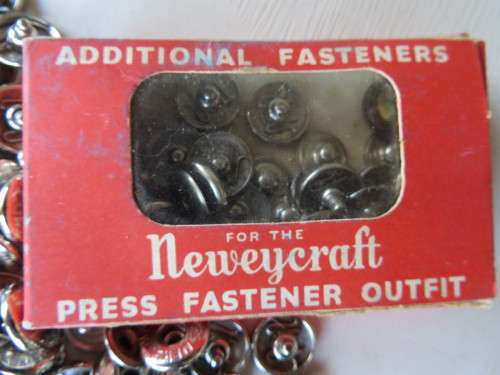 ADDITIONAL FASTENERS
FOR THE
Neweycraft
PRESS FASTENER OUTFIT